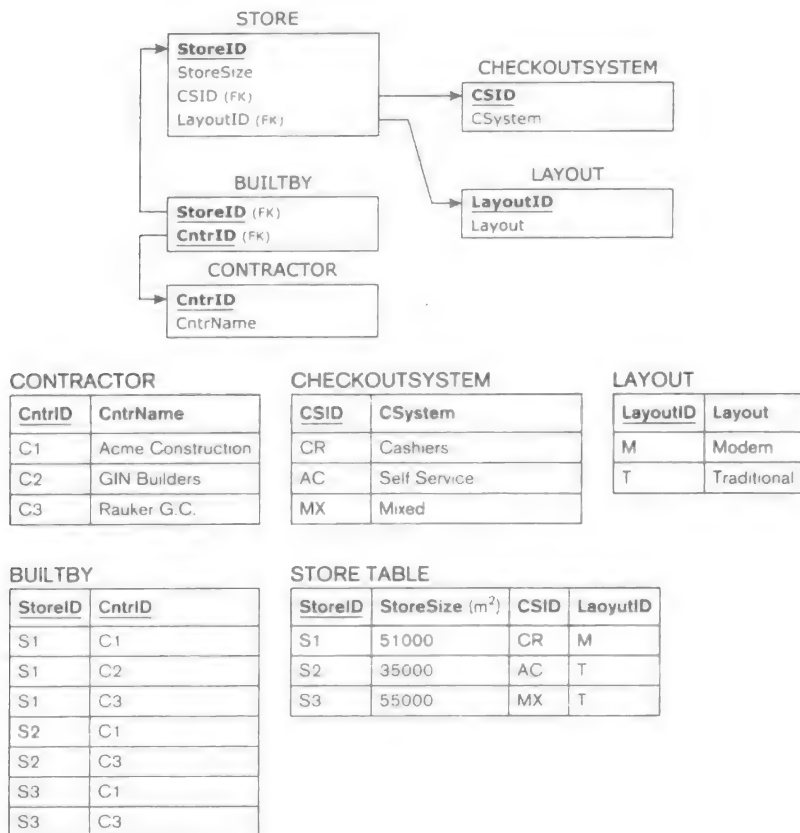 STORE
StoreID
StoreSize
CSID (FK)
LayoutID (FK)
CHECKOUTSYSTEM
CSID
CSystem
LAYOUT
LayoutID
Layout
BUILTBY
StoreID (FK)
CntrID (FK)
CONTRACTOR
CntrID
CntrName
CONTRACTOR
CntrID CntrName
C1 Acme Construction
C2 GIN Builders
C3 Rauker G.C.
CHECKOUTSYSTEM
CSID CSystem
CR Cashiers
AC Self Service
MX Mixed
LAYOUT
LayoutID Layout
M Modern
T Traditional
BUILTBY
StoreID CntrID
S1 C1
S1 C2
S1 C3
S2 C1
S2 C3
S3 C1
S3 C3
STORE TABLE
StoreID StoreSize (m²) CSID LaoyutID
S1 51000 CR M
S2 35000 AC T
S3 55000 MX T